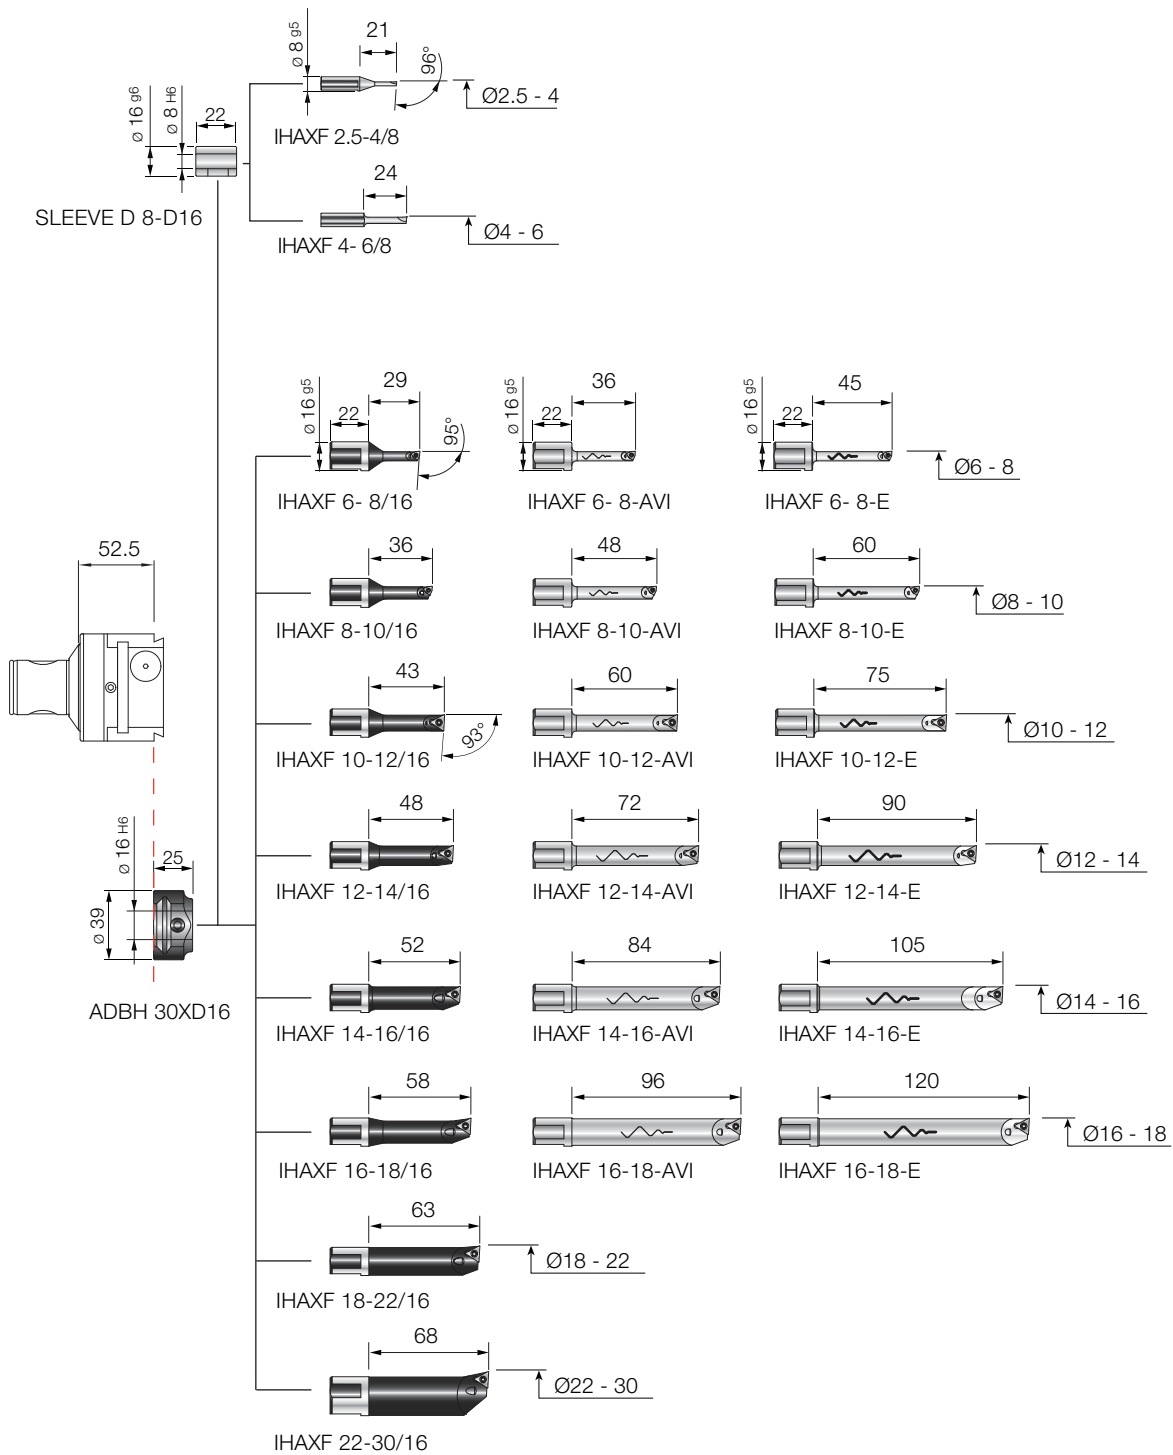 Ø 8 g5
21
96°
Ø2.5 - 4
IHAXF 2.5-4/8
Ø 16 g6
Ø 8 H6
22
SLEEVE D 8-D16
24
Ø4 - 6
IHAXF 4- 6/8
Ø 16 g5
22
29
95°
IHAXF 6- 8/16
Ø 16 g5
22
36
IHAXF 6- 8-AVI
Ø 16 g5
22
45
IHAXF 6- 8-E
Ø6 - 8
52.5
36
IHAXF 8-10/16
48
IHAXF 8-10-AVI
60
IHAXF 8-10-E
Ø8 - 10
43
93°
IHAXF 10-12/16
60
IHAXF 10-12-AVI
75
IHAXF 10-12-E
Ø10 - 12
48
IHAXF 12-14/16
72
IHAXF 12-14-AVI
90
IHAXF 12-14-E
Ø12 - 14
Ø 39
Ø 16 H6
25
ADBH 30XD16
52
IHAXF 14-16/16
84
IHAXF 14-16-AVI
105
IHAXF 14-16-E
Ø14 - 16
58
IHAXF 16-18/16
96
IHAXF 16-18-AVI
120
IHAXF 16-18-E
Ø16 - 18
63
Ø18 - 22
IHAXF 18-22/16
68
Ø22 - 30
IHAXF 22-30/16